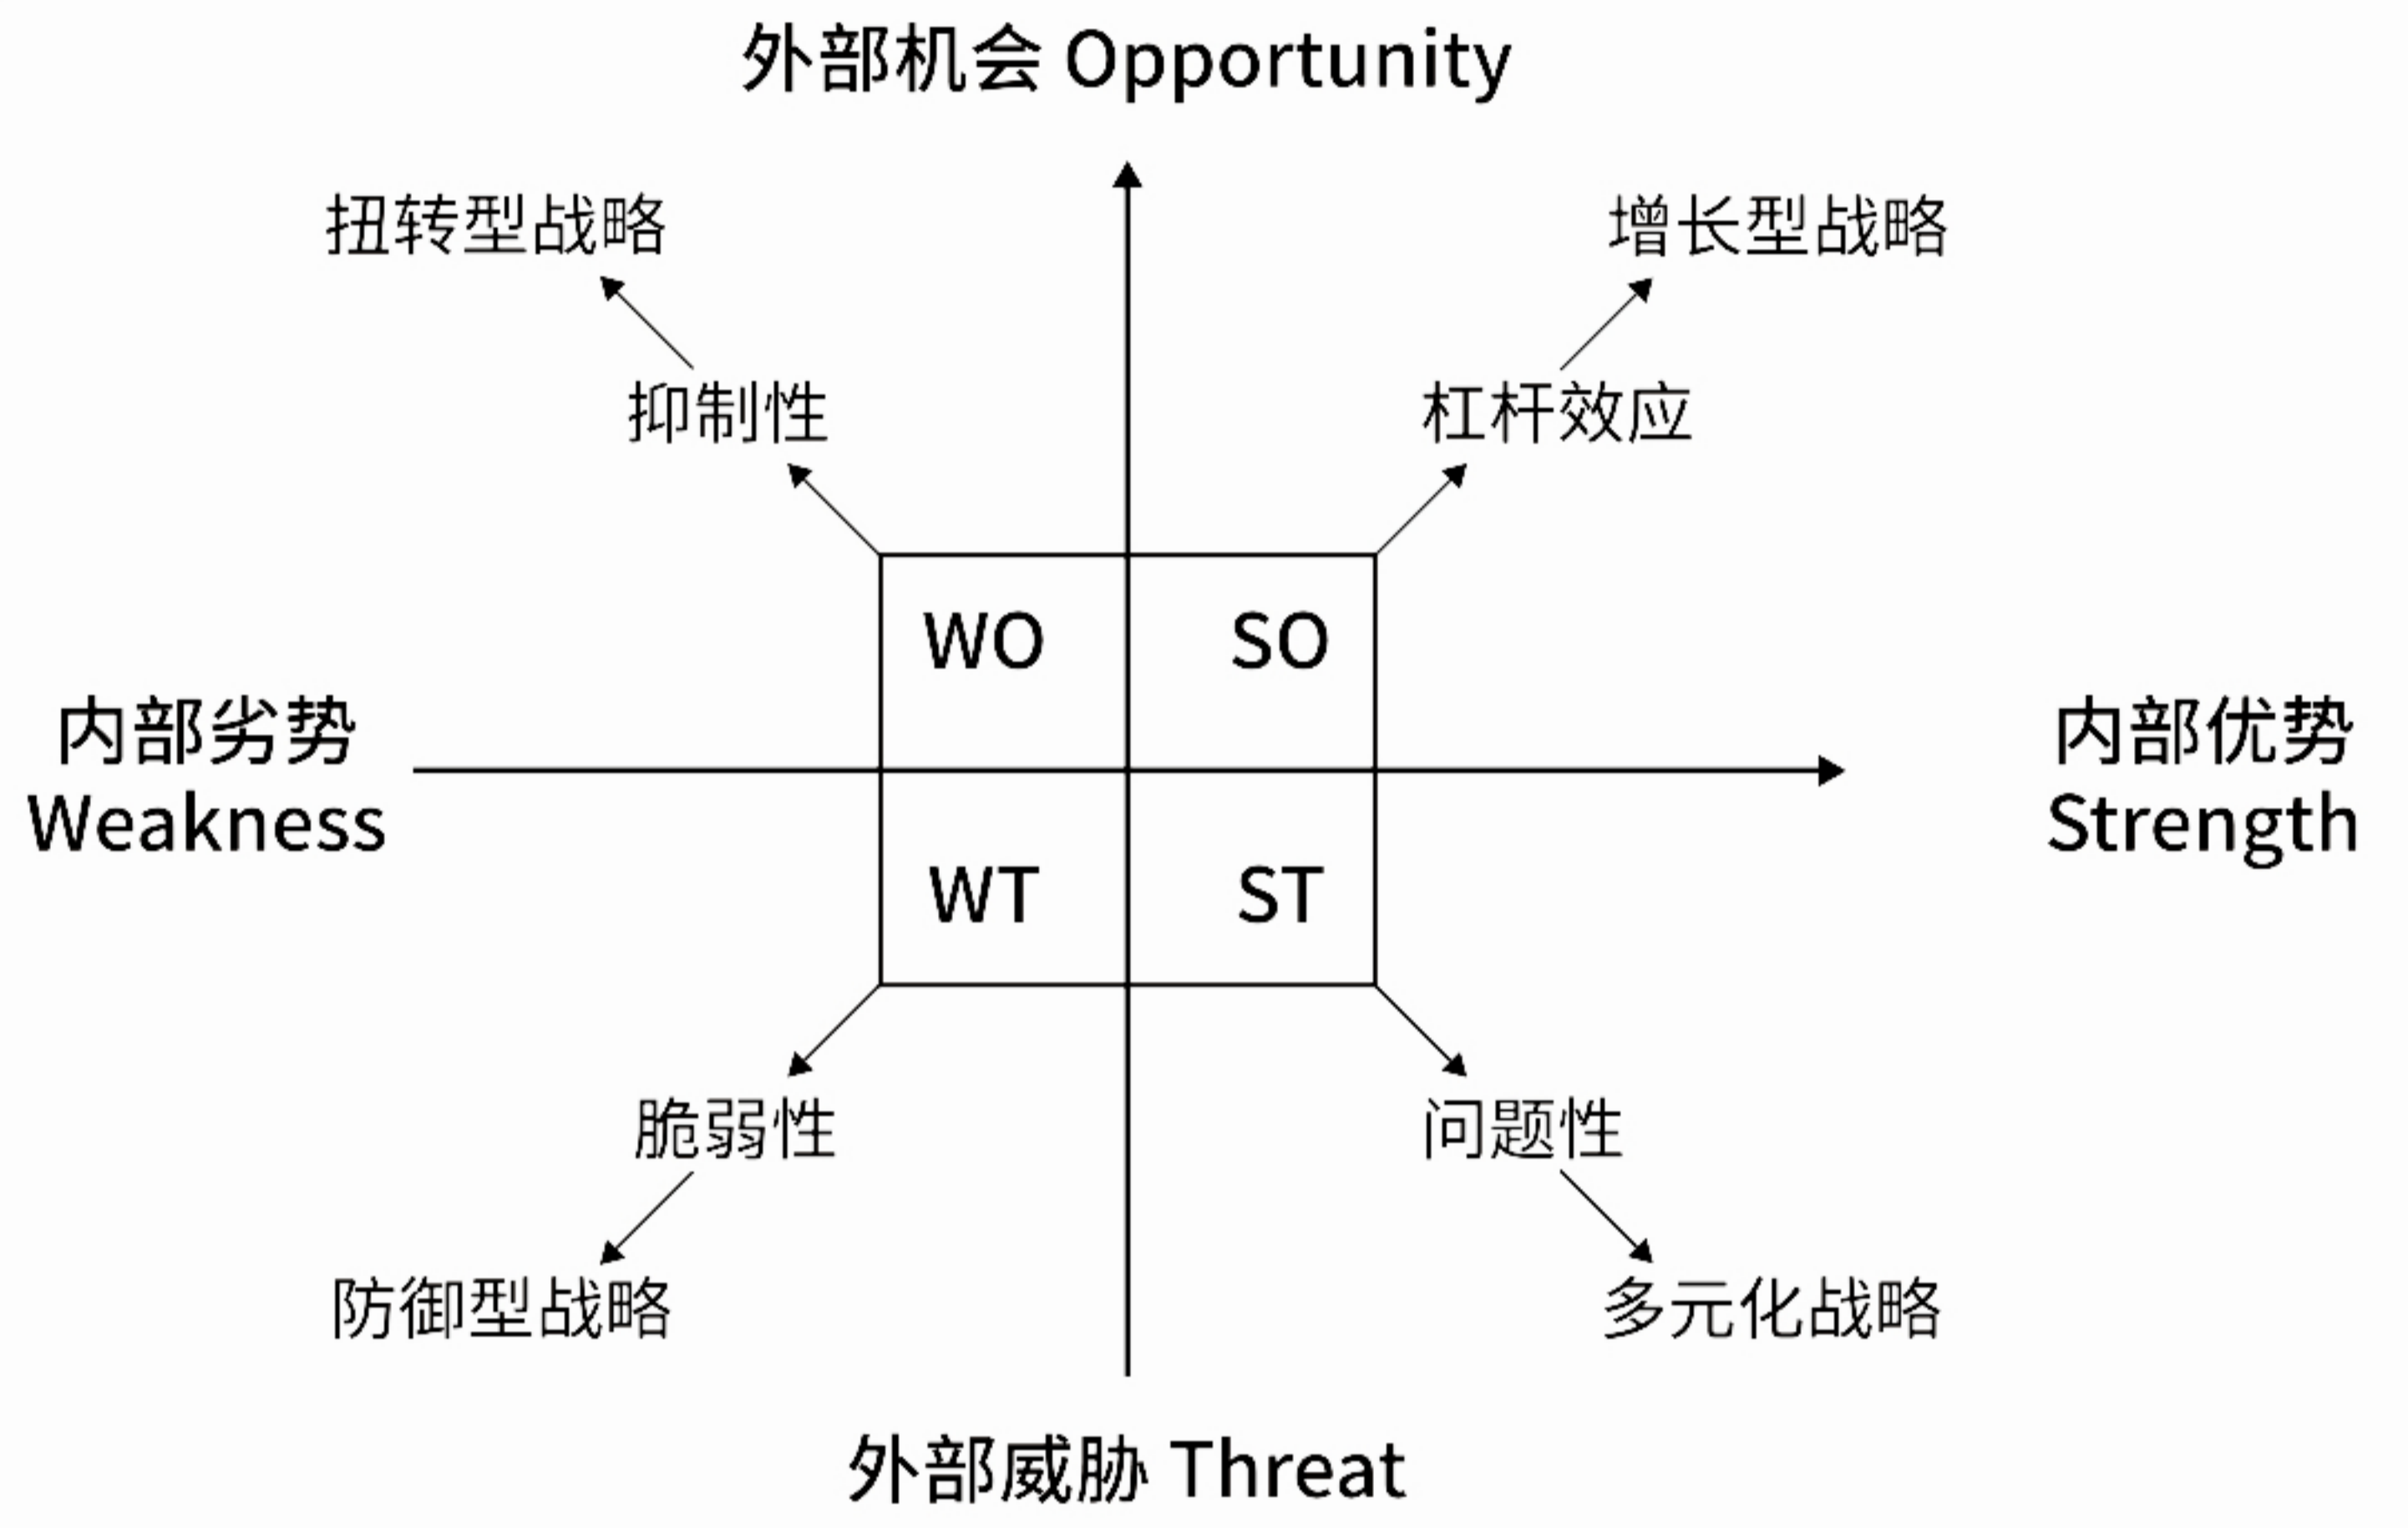 外部机会 Opportunity
扭转型战略
增长型战略
抑制性
杠杆效应
WO
SO
内部劣势
Weakness
内部优势
Strength
WT
ST
脆弱性
问题性
防御型战略
多元化战略
外部威胁 Threat